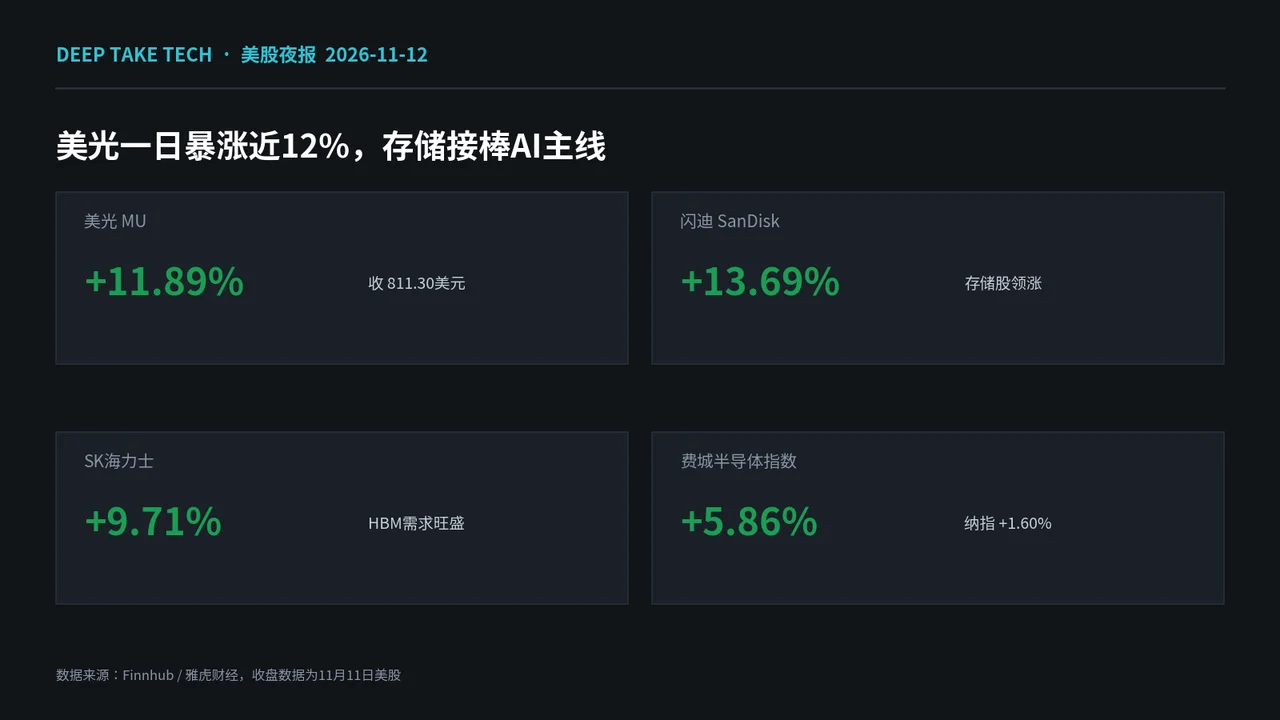 DEEP TAKE TECH · 美股夜报 2026-11-12
美光一日暴涨近12%，存储接棒AI主线
美光 MU
+11.89%
收 811.30美元
闪迪 SanDisk
+13.69%
存储股领涨
SK海力士
+9.71%
HBM需求旺盛
费城半导体指数
+5.86%
纳指 +1.60%
数据来源：Finnhub / 雅虎财经，收盘数据为11月11日美股